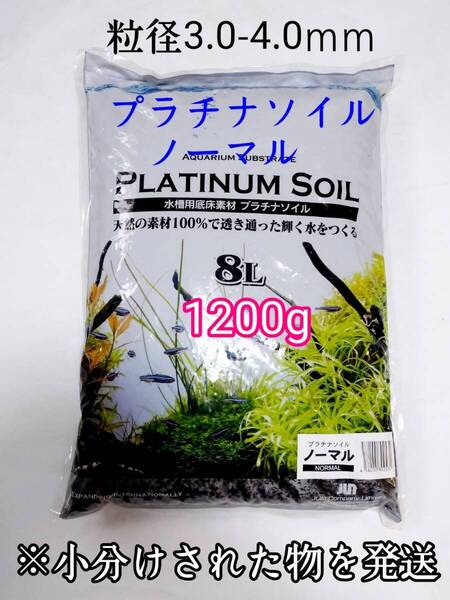 粒径3.0-4.0mm
プラチナソイル
ノーマル
AQUARIUM SUBSTRATE
PLATINUM SOIL
水槽用底床素材 プラチナソイル
天然の素材100%で透き通った輝く水をつくる
8L
1200g
プラチナソイル
ノーマル
NORMAL
EXPANDING INTERNATIONALLY
JUN
※小分けされた物を発送